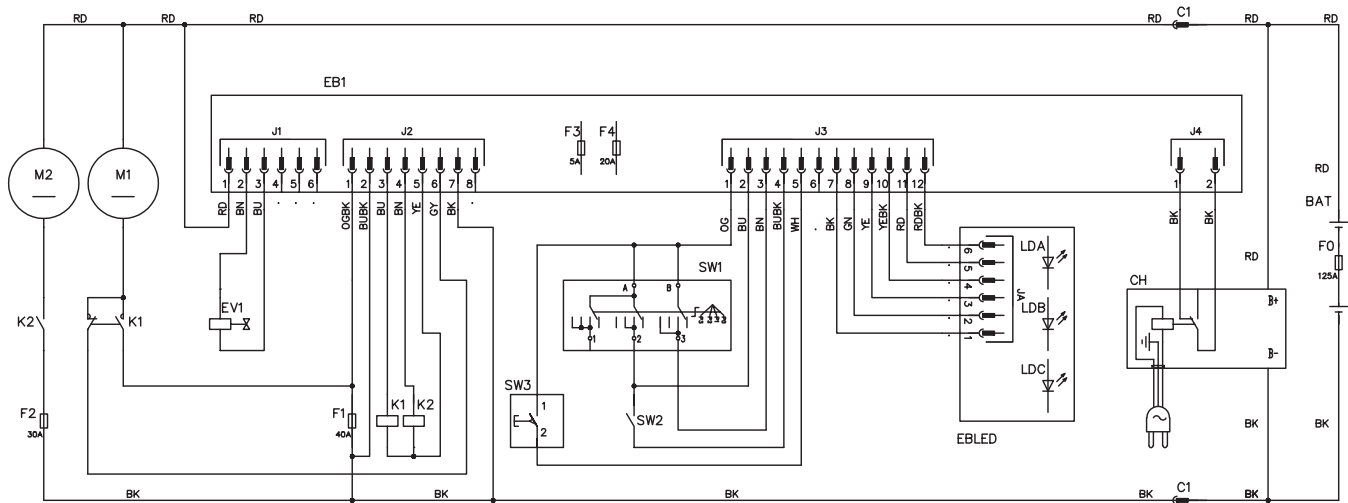 RD RD RD RD C1 RD RD
EB1
J1 J2 F3 5A F4 20A J3 J4
M2 M1
1 2 3 4 5 6
1 2 3 4 5 6 7 8
1 2 3 4 5 6 7 8 9 10 11 12
1 2
RD BN BU . . .
OGBK BUBK BU BN YE GY BK .
OG BU BN BUBK WH . BK GN YE YEBK RD RDBK
BK BK
RD
BAT
F0
125A
RD
SW1
A B
1 2 3
. 6 5 4 3 2 1 .
JA
LDA
LDB
LDC
EBLED
CH
B+
B-
EV1
K2 K1
SW3
1
2
SW2
F2
30A
F1
40A
K1 K2
BK BK
BK BK BK C1 BK